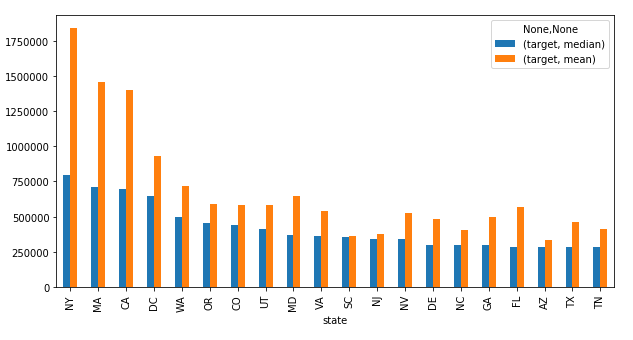 None,None
(target, median)
(target, mean)
1750000
1500000
1250000
1000000
750000
500000
250000
0
NY MA CA DC WA OR CO UT MD VA SC NJ NV DE NC GA FL AZ TX TN
state